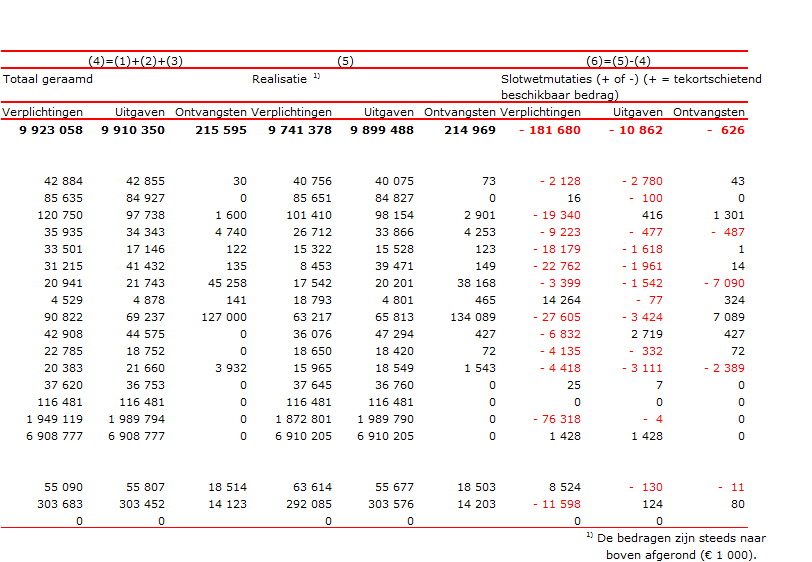 (4)=(1)+(2)+(3) (5) (6)=(5)-(4)
Totaal geraamd Realisatie 1) Slotwetmutaties (+ of -) (+ = tekortschietend
beschikbaar bedrag)
Verplichtingen Uitgaven Ontvangsten Verplichtingen Uitgaven Ontvangsten Verplichtingen Uitgaven Ontvangsten
9 923 058 9 910 350 215 595 9 741 378 9 899 488 214 969 - 181 680 - 10 862 - 626
42 884 42 855 30 40 756 40 075 73 - 2 128 - 2 780 43
85 635 84 927 0 85 651 84 827 0 16 - 100 0
120 750 97 738 1 600 101 410 98 154 2 901 - 19 340 416 1 301
35 935 34 343 4 740 26 712 33 866 4 253 - 9 223 - 477 - 487
33 501 17 146 122 15 322 15 528 123 - 18 179 - 1 618 1
31 215 41 432 135 8 453 39 471 149 - 22 762 - 1 961 14
20 941 21 743 45 258 17 542 20 201 38 168 - 3 399 - 1 542 - 7 090
4 529 4 878 141 18 793 4 801 465 14 264 - 77 324
90 822 69 237 127 000 63 217 65 813 134 089 - 27 605 - 3 424 7 089
42 908 44 575 0 36 076 47 294 427 - 6 832 2 719 427
22 785 18 752 0 18 650 18 420 72 - 4 135 - 332 72
20 383 21 660 3 932 15 965 18 549 1 543 - 4 418 - 3 111 - 2 389
37 620 36 753 0 37 645 36 760 0 25 7 0
116 481 116 481 0 116 481 116 481 0 0 0 0
1 949 119 1 989 794 0 1 872 801 1 989 790 0 - 76 318 - 4 0
6 908 777 6 908 777 0 6 910 205 6 910 205 0 1 428 1 428 0
55 090 55 807 18 514 63 614 55 677 18 503 8 524 - 130 - 11
303 683 303 452 14 123 292 085 303 576 14 203 - 11 598 124 80
0 0 0 0 0 0
1) De bedragen zijn steeds naar
boven afgerond (€ 1 000).